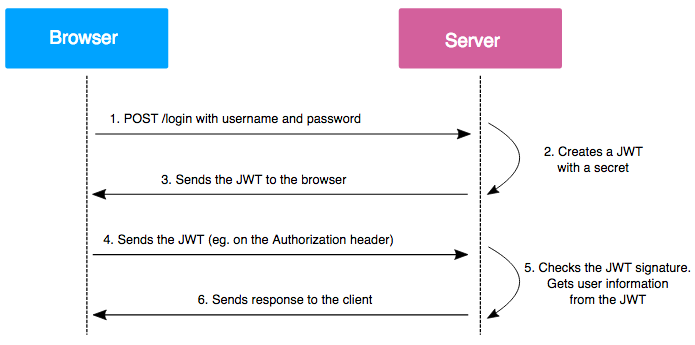 Browser
Server
1. POST /login with username and password
2. Creates a JWT
with a secret
3. Sends the JWT to the browser
4. Sends the JWT (eg. on the Authorization header)
5. Checks the JWT signature.
Gets user information
from the JWT
6. Sends response to the client